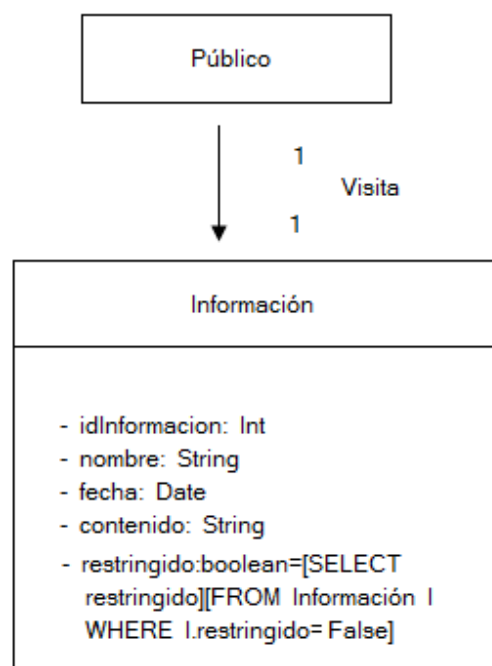 Público
1
Visita
1
Información
- idInformacion: Int
- nombre: String
- fecha: Date
- contenido: String
- restringido:boolean=[SELECT
restringido][FROM Información I
WHERE I.restringido=False]